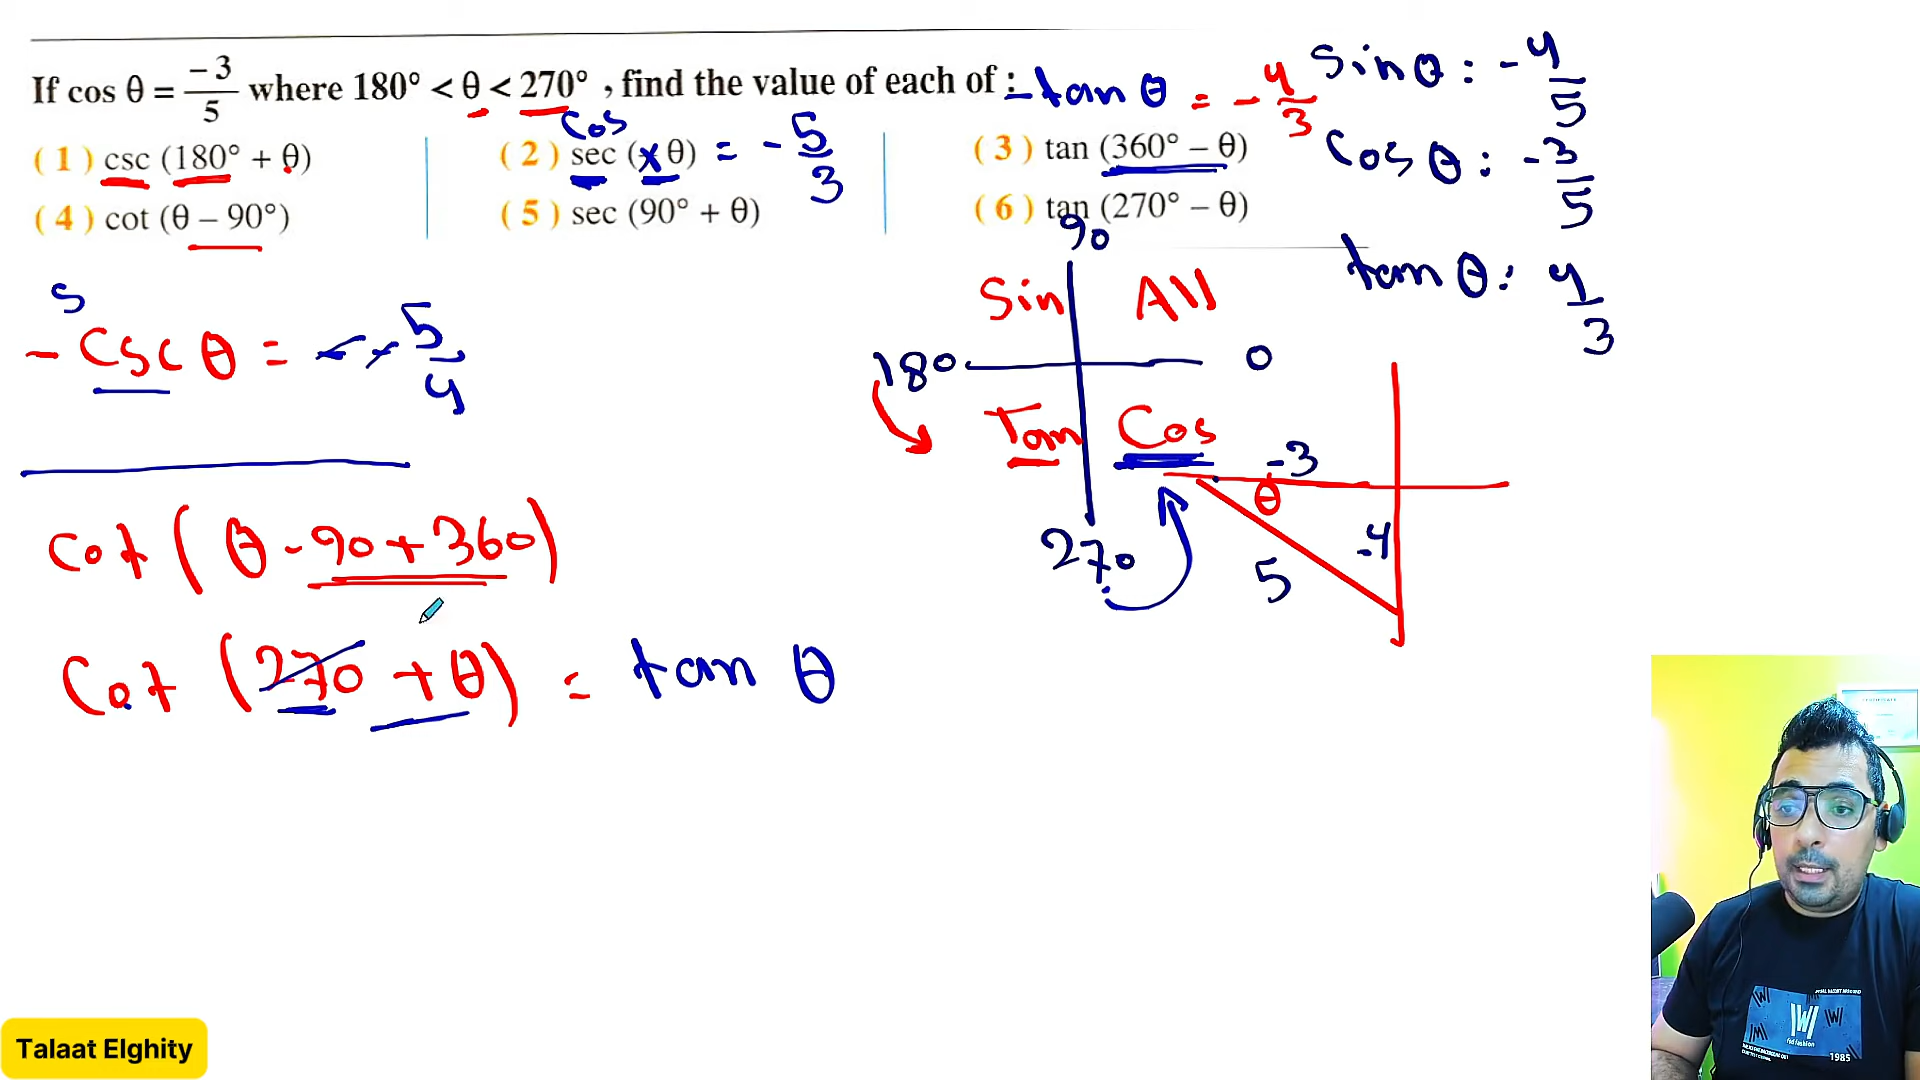 If cos θ = -3/5 where 180° < θ < 270° , find the value of each of :
- tan θ = - 4/3
sin θ : - 4/5
cos
(1) csc (180° + θ)
(2) sec (-θ) = - 5/3
(3) tan (360° – θ)
cos θ : - 3/5
(4) cot (θ – 90°)
(5) sec (90° + θ)
(6) tan (270° – θ)
tan θ : 4/3
90
Sin All
180 0
Tan Cos
270
S
- csc θ = - - 5/4
-3
θ
-4
5
cot (θ - 90 + 360)
cot (270 + θ) = tan θ
Talaat Elghity
1985